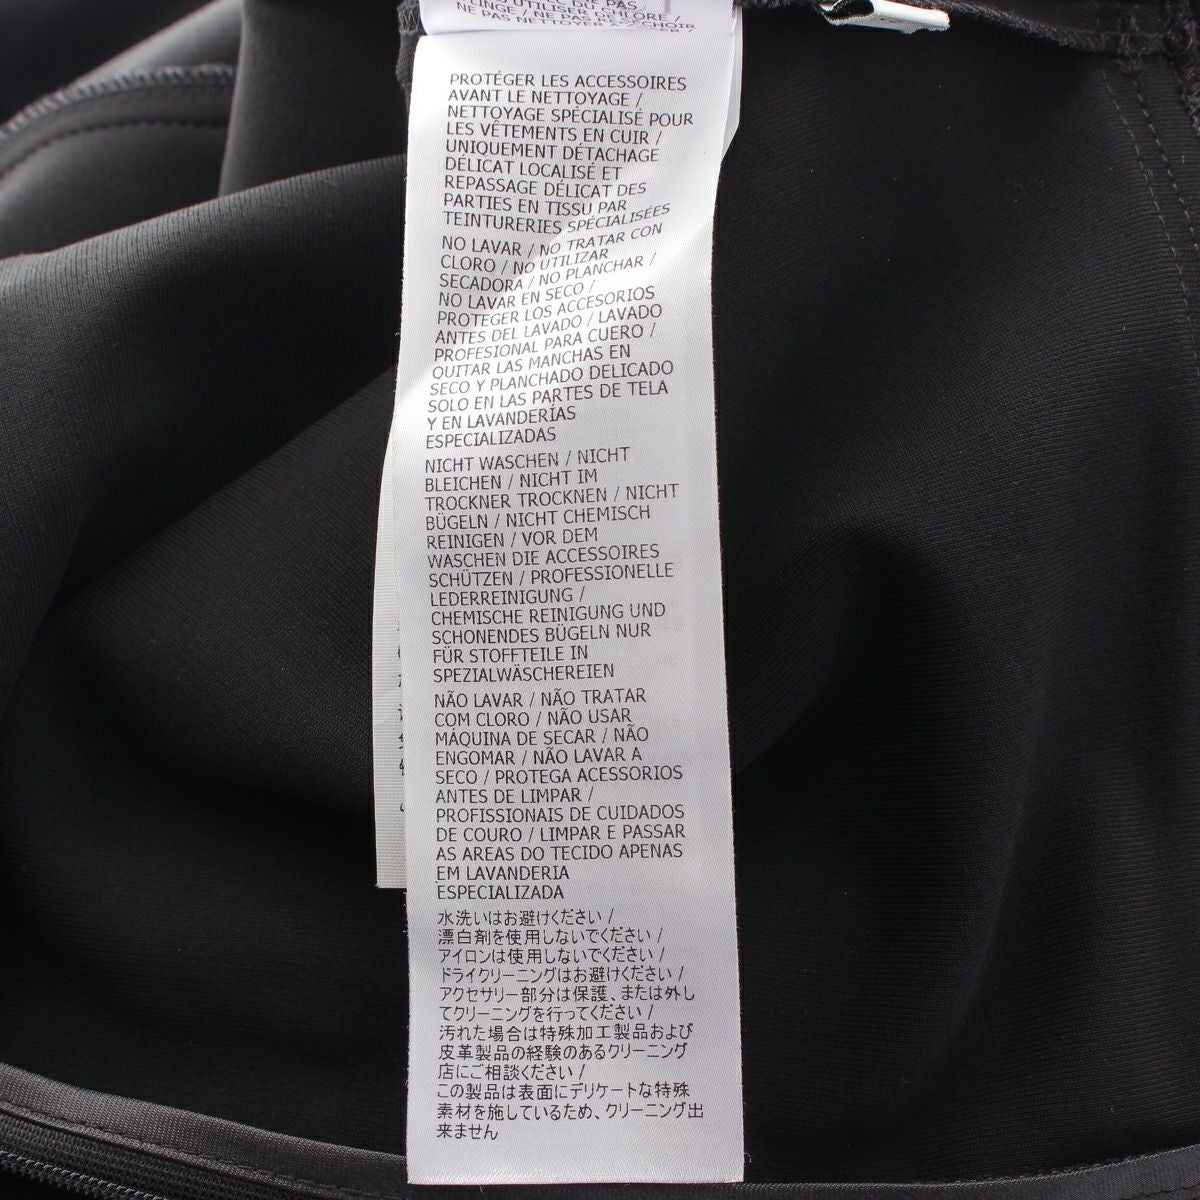 NE PAS
UTILISER DU CHLORE /
LINGE / NE PAS
PROTÉGER LES ACCESSOIRES
AVANT LE NETTOYAGE /
NETTOYAGE SPÉCIALISÉ POUR
LES VÊTEMENTS EN CUIR /
UNIQUEMENT DÉTACHAGE
DÉLICAT LOCALISÉ ET
REPASSAGE DÉLICAT DES
PARTIES EN TISSU PAR
TEINTURERIES SPÉCIALISÉES
NO LAVAR / NO TRATAR CON
CLORO / NO UTILIZAR
SECADORA / NO PLANCHAR /
NO LAVAR EN SECO /
PROTEGER LOS ACCESORIOS
ANTES DEL LAVADO / LAVADO
PROFESIONAL PARA CUERO /
QUITAR LAS MANCHAS EN
SECO Y PLANCHADO DELICADO
SOLO EN LAS PARTES DE TELA
Y EN LAVANDERÍAS
ESPECIALIZADAS
NICHT WASCHEN / NICHT
BLEICHEN / NICHT IM
TROCKNER TROCKNEN / NICHT
BÜGELN / NICHT CHEMISCH
REINIGEN / VOR DEM
WASCHEN DIE ACCESSOIRES
SCHÜTZEN / PROFESSIONELLE
LEDERREINIGUNG /
CHEMISCHE REINIGUNG UND
SCHONENDES BÜGELN NUR
FÜR STOFFTEILE IN
SPEZIALWÄSCHEREIEN
NÃO LAVAR / NÃO TRATAR
COM CLORO / NÃO USAR
MÁQUINA DE SECAR / NÃO
ENGOMAR / NÃO LAVAR A
SECO / PROTEGA ACESSORIOS
ANTES DE LIMPAR /
PROFISSIONAIS DE CUIDADOS
DE COURO / LIMPAR E PASSAR
AS AREAS DO TECIDO APENAS
EM LAVANDERIA
ESPECIALIZADA
水洗いはお避けください /
漂白剤を使用しないでください /
アイロンは使用しないでください /
ドライクリーニングはお避けください /
アクセサリー部分は保護、または外し
てクリーニングを行ってください /
汚れた場合は特殊加工製品および
皮革製品の経験のあるクリーニング
店にご相談ください /
この製品は表面にデリケートな特殊
素材を施しているため、クリーニング出
来ません